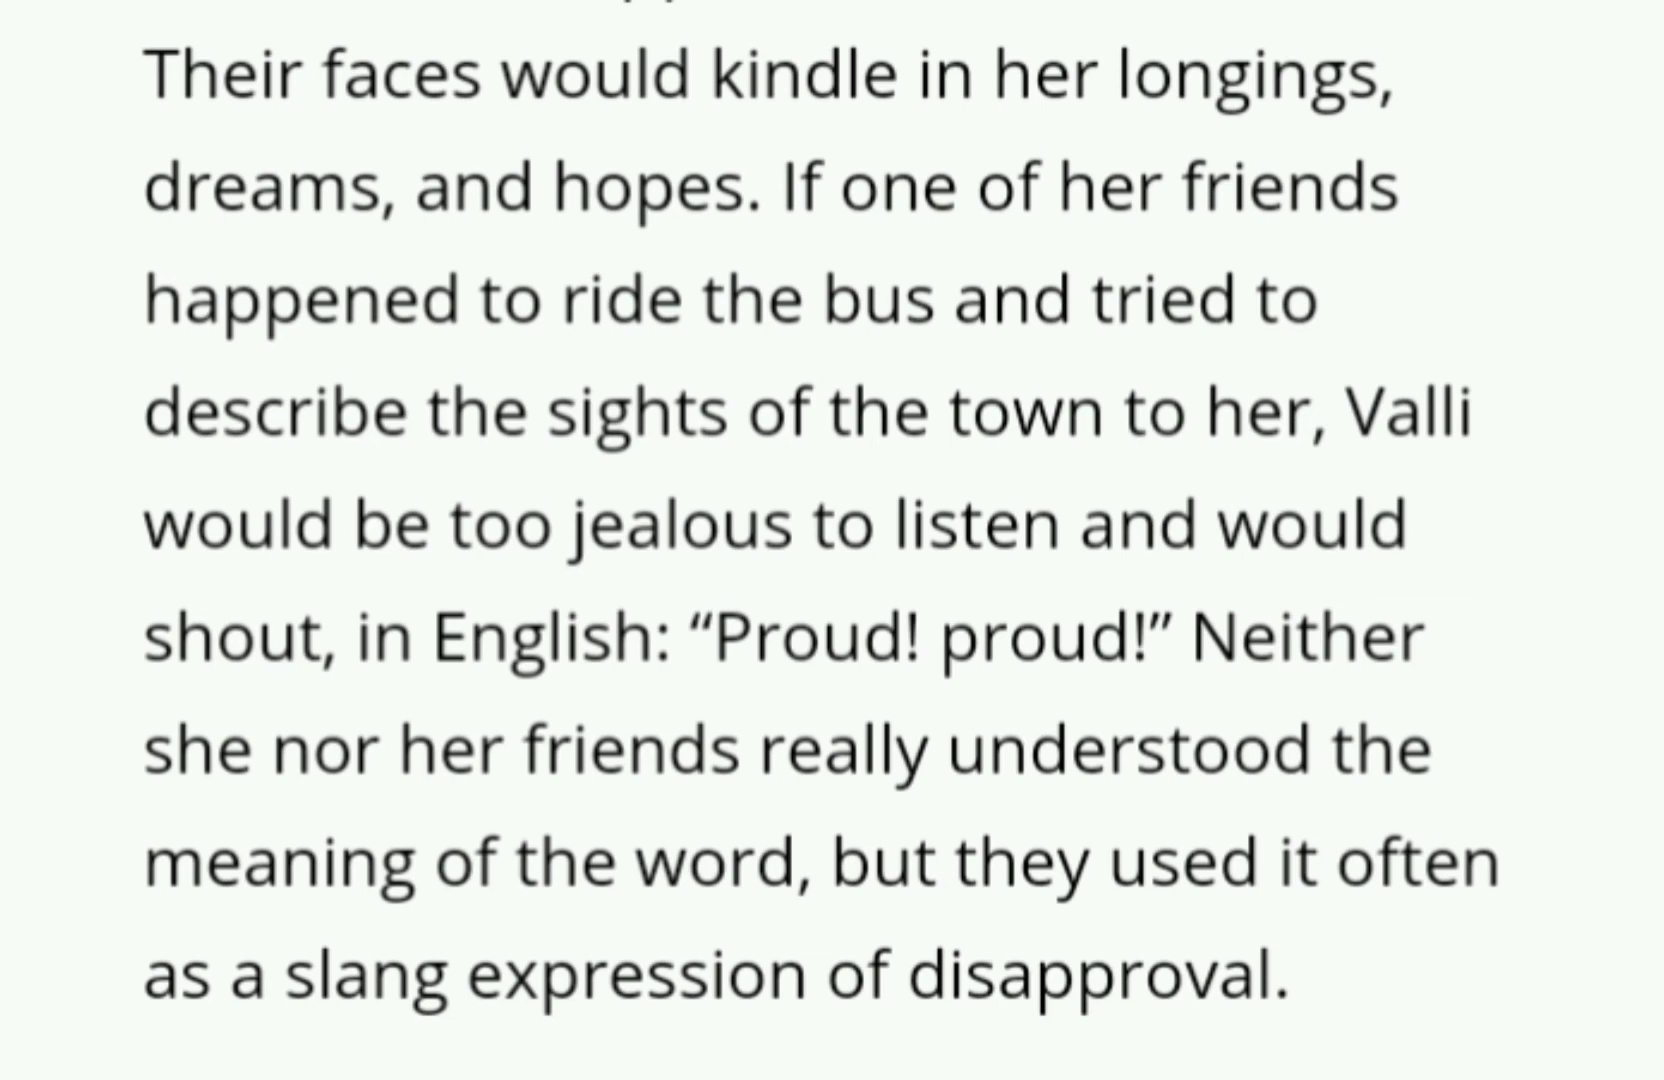 Their faces would kindle in her longings,
dreams, and hopes. If one of her friends
happened to ride the bus and tried to
describe the sights of the town to her, Valli
would be too jealous to listen and would
shout, in English: “Proud! proud!” Neither
she nor her friends really understood the
meaning of the word, but they used it often
as a slang expression of disapproval.